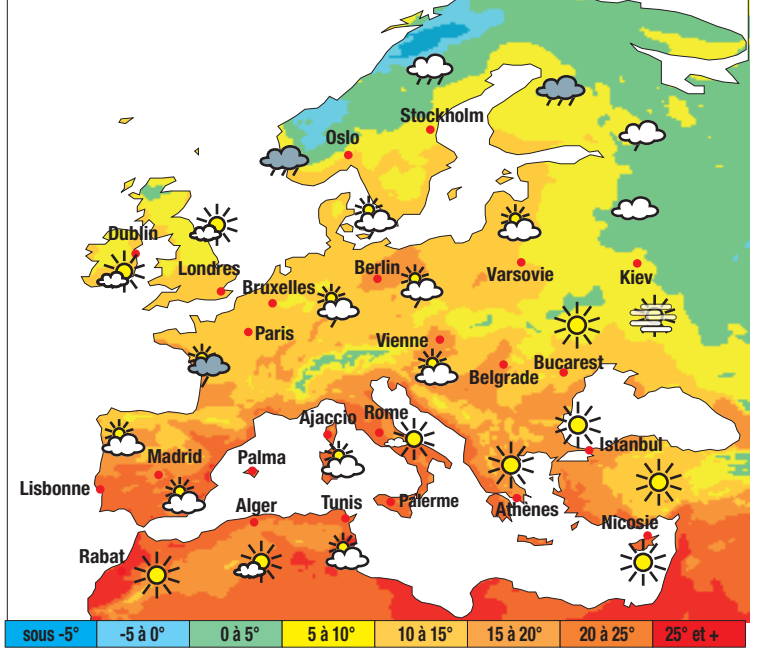 Stockholm
Oslo
Dublin
Londres
Berlin
Varsovie
Kiev
Bruxelles
Paris
Vienne
Bucarest
Belgrade
Ajaccio
Rome
Istanbul
Madrid
Palma
Lisbonne
Alger
Tunis
Palerme
Athènes
Nicosie
Rabat
sous -5° -5 à 0° 0 à 5° 5 à 10° 10 à 15° 15 à 20° 20 à 25° 25° et +